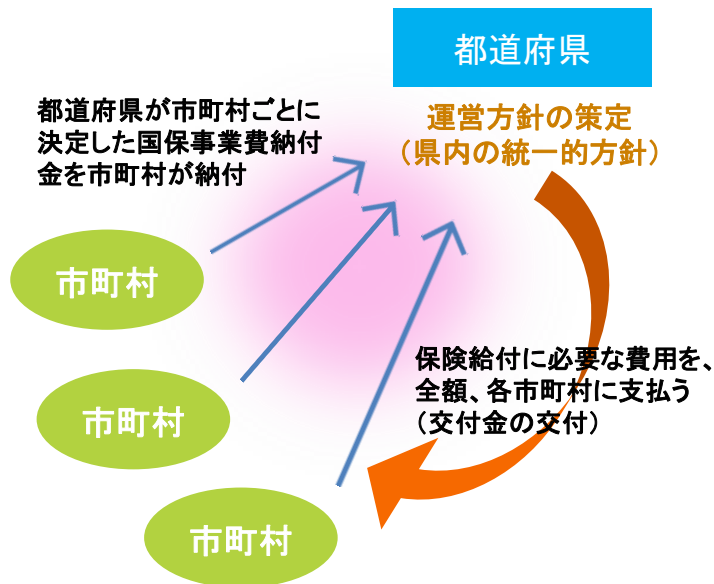 都道府県
運営方針の策定
（県内の統一的方針）
都道府県が市町村ごとに
決定した国保事業費納付
金を市町村が納付
市町村
保険給付に必要な費用を、
全額、各市町村に支払う
（交付金の交付）
市町村
市町村